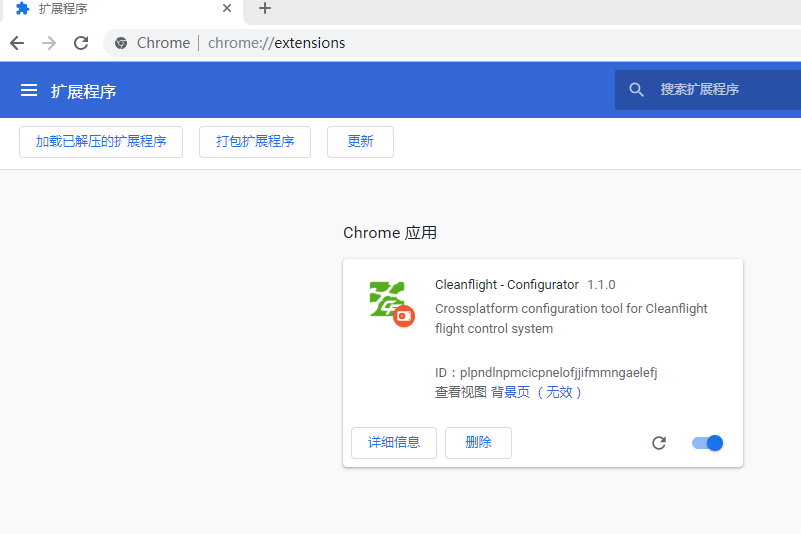 扩展程序
Chrome | chrome://extensions
扩展程序
搜索扩展程序
加载已解压的扩展程序 打包扩展程序 更新
Chrome 应用
Cleanflight - Configurator 1.1.0
Crossplatform configuration tool for Cleanflight
flight control system
ID：plpndlnpmcicpnelofjjifmmngaelefj
查看视图 背景页 （无效）
详细信息 删除